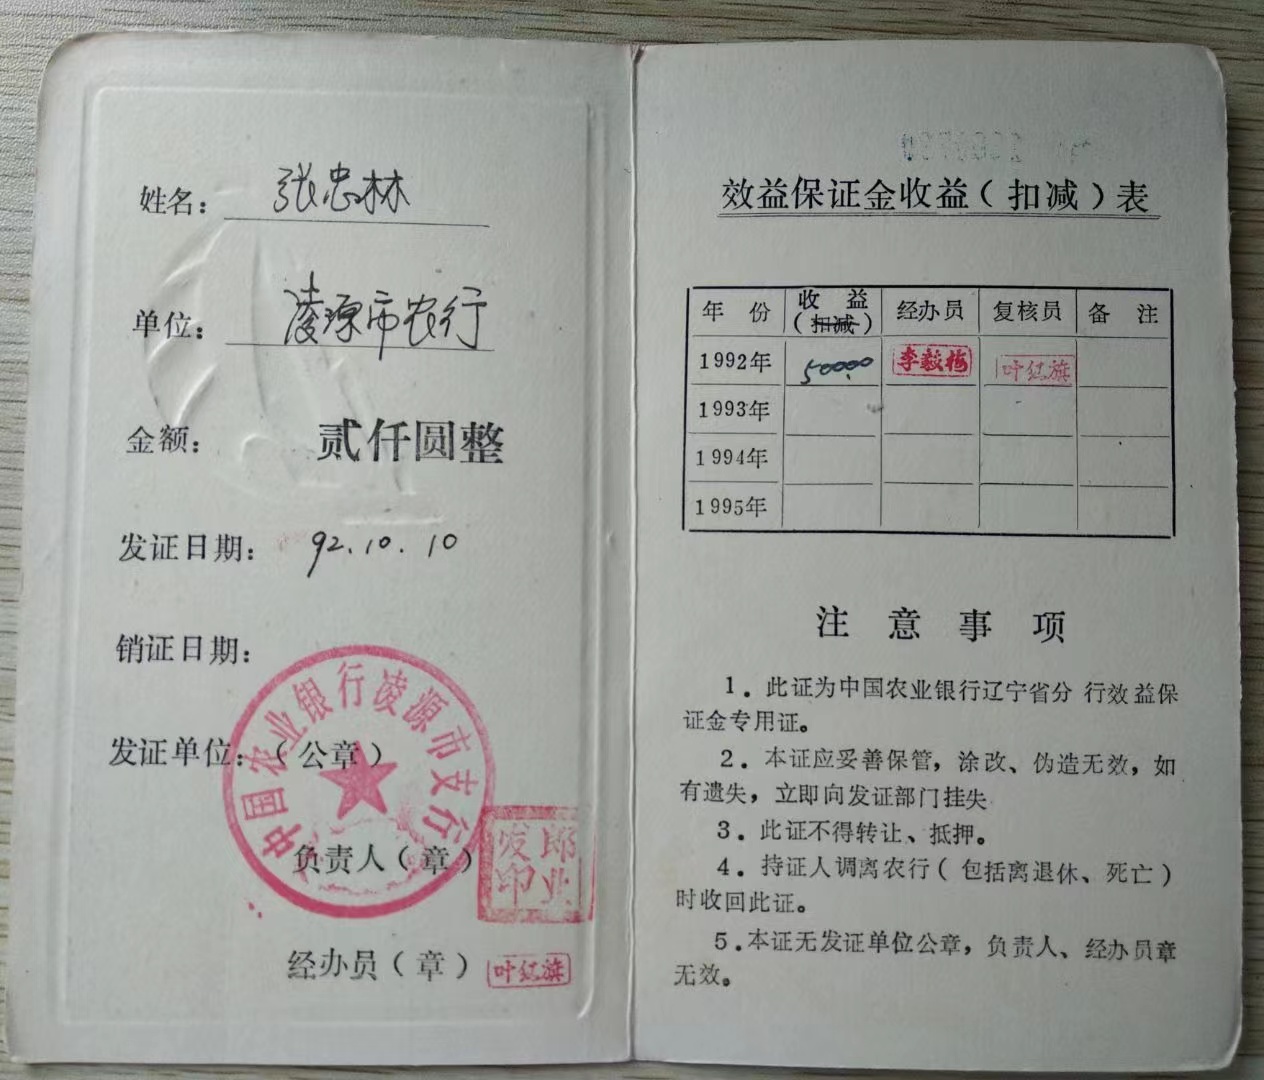 姓名： 张忠林
单位： 凌源市农行
金额： 贰仟圆整
发证日期： 92.10.10
销证日期：
发证单位：（公章）
中国农业银行凌源市支行
负责人（章）
郎业
发印
经办员（章） 叶红旗
效益保证金收益（扣减）表
年 份 收 益（扣减） 经办员 复核员 备 注
1992年 500.00 李毅梅 叶红旗
1993年
1994年
1995年
注 意 事 项
1．此证为中国农业银行辽宁省分 行效益保
证金专用证。
2．本证应妥善保管，涂改、伪造无效，如
有遗失，立即向发证部门挂失
3．此证不得转让、抵押。
4．持证人调离农行（包括离退休、死亡）
时收回此证。
5．本证无发证单位公章，负责人、经办员章
无效。